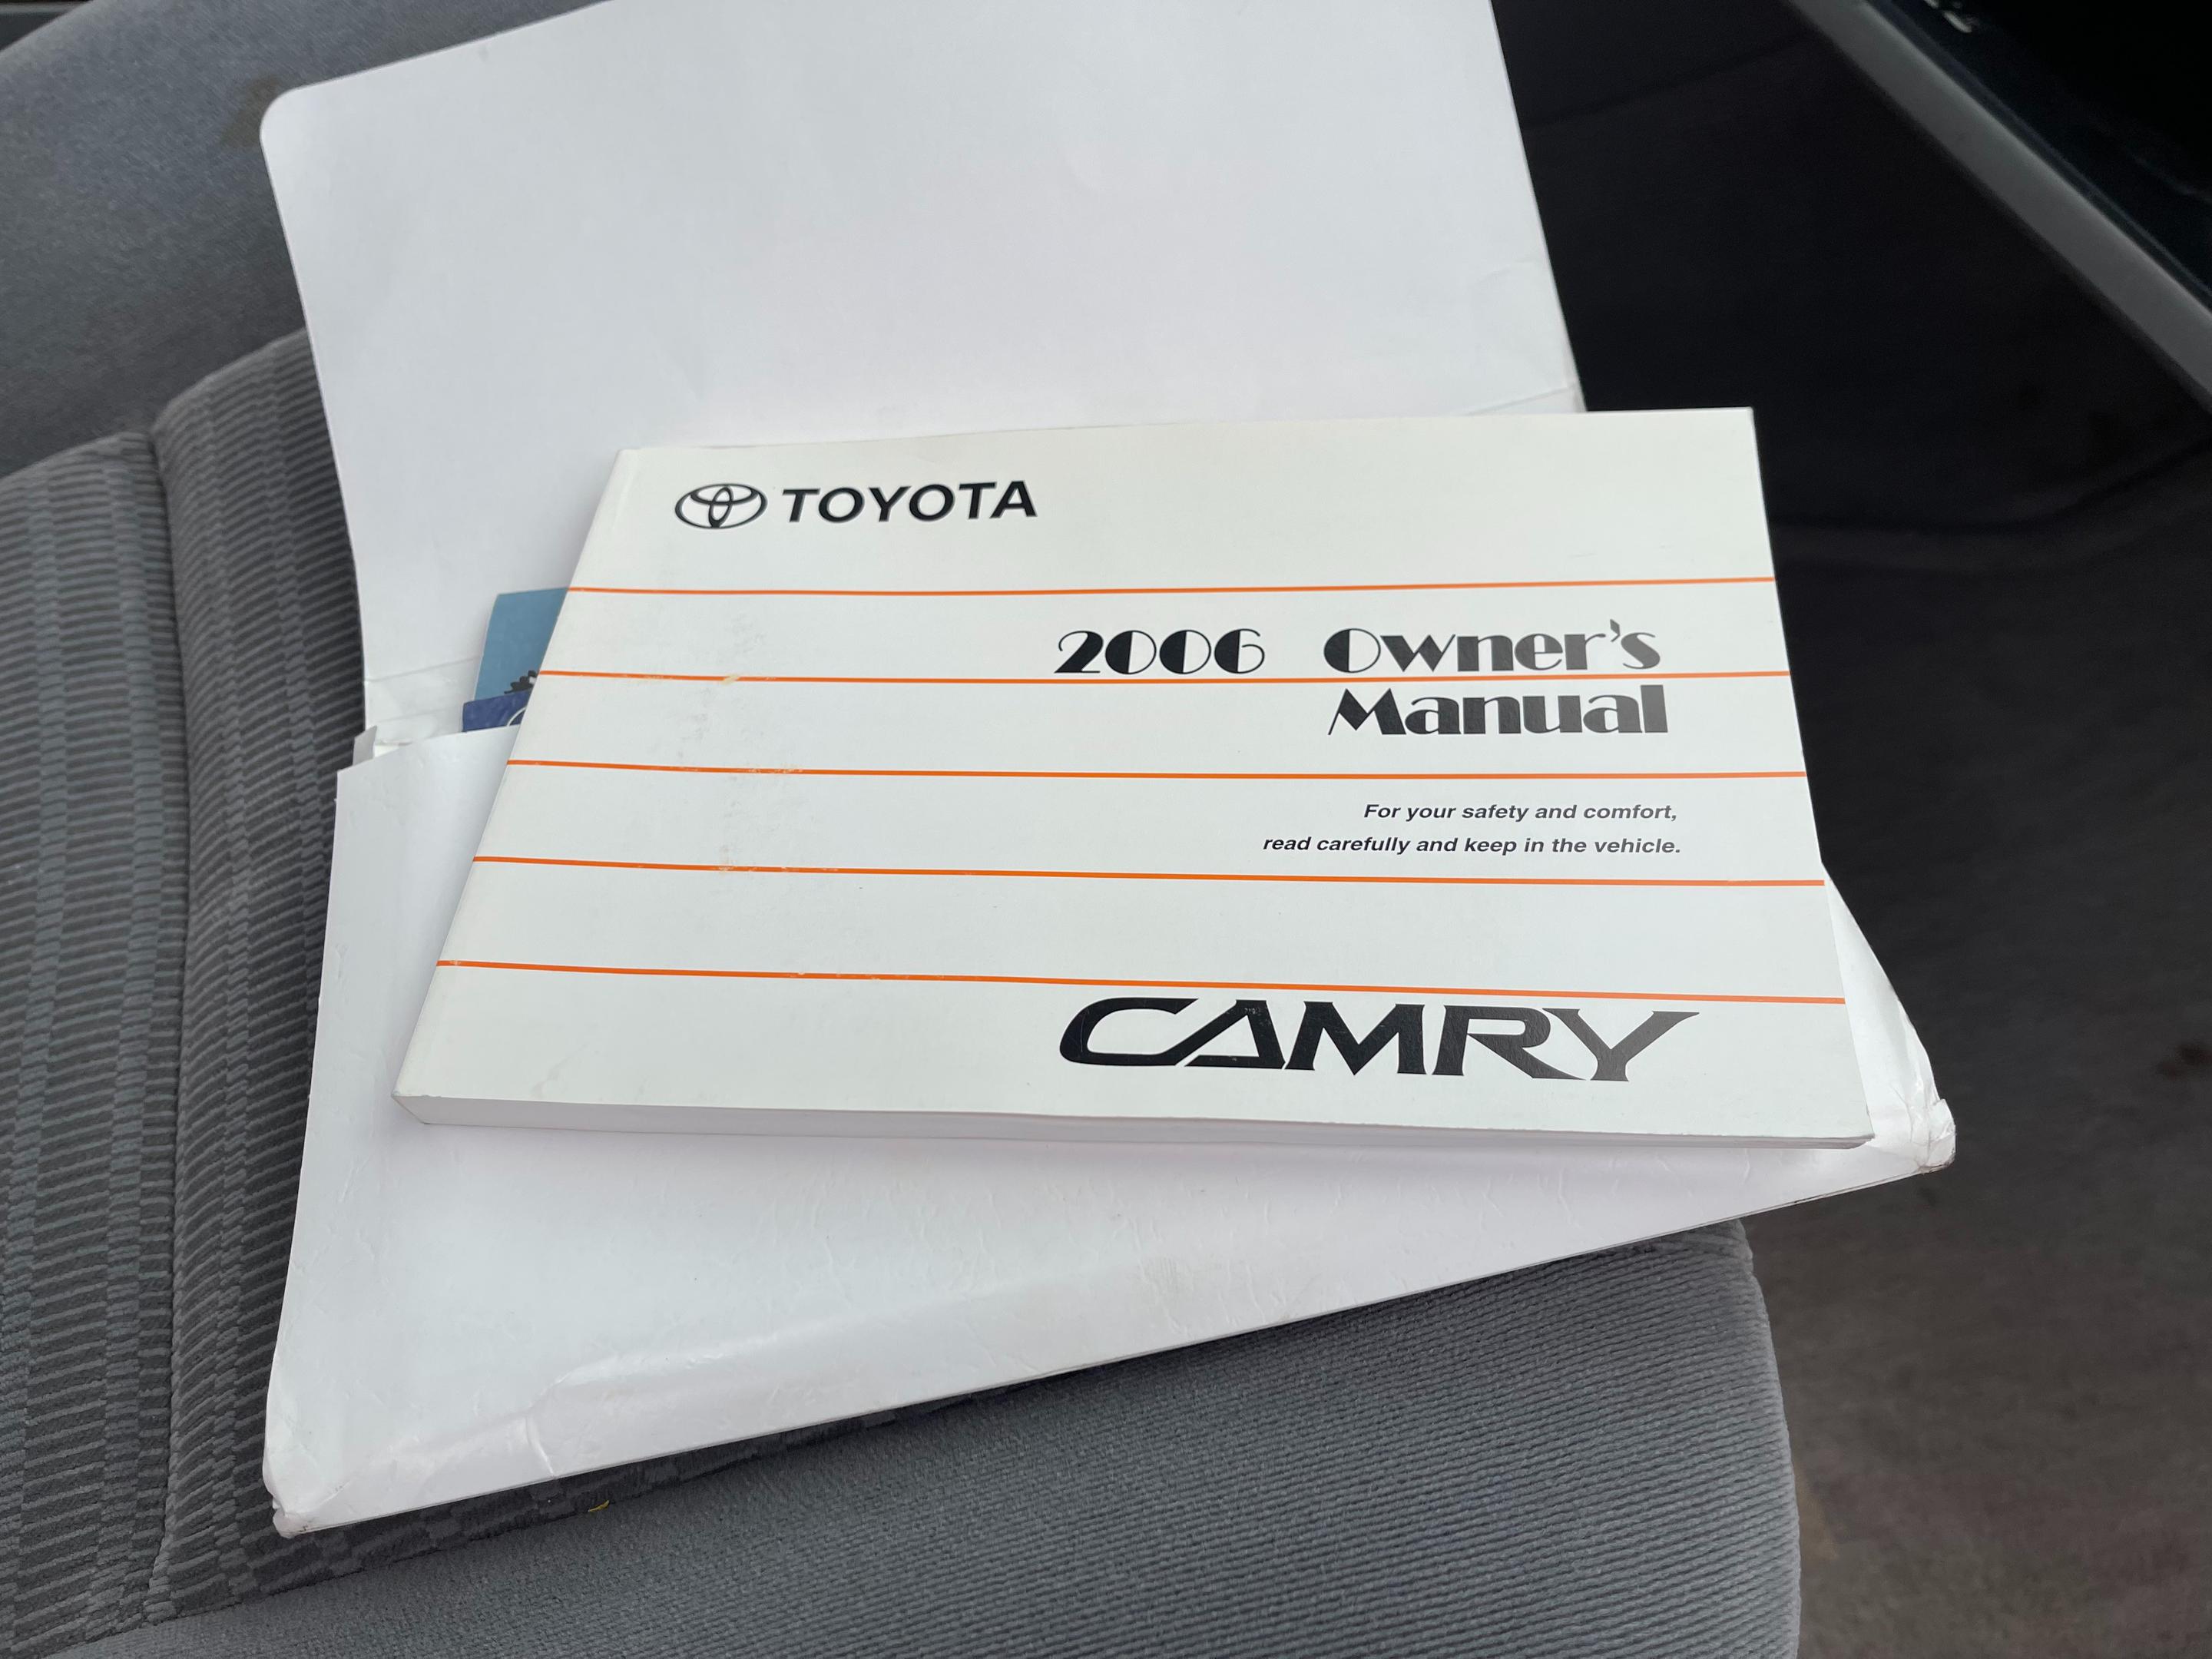 TOYOTA
2006 Owner's
Manual
For your safety and comfort,
read carefully and keep in the vehicle.
CAMRY